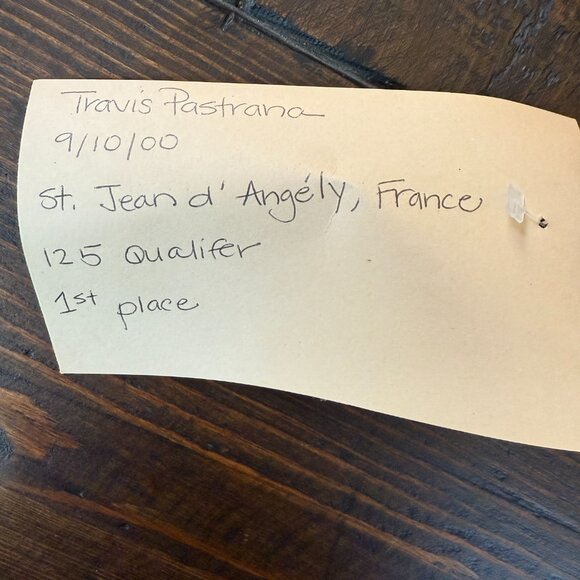 Travis Pastrana
9/10/00
St. Jean d' Angély, France
125 Qualifer
1st place